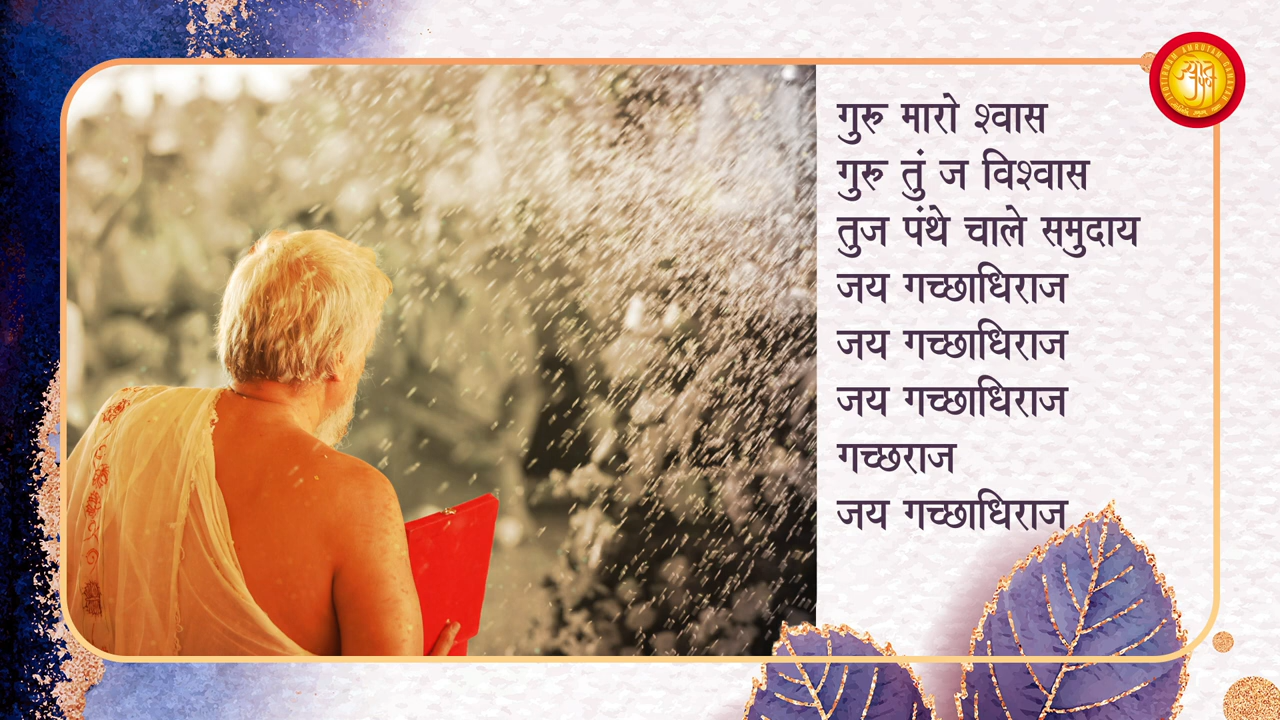 गुरू मारो श्वास
गुरू तुं ज विश्वास
तुज पंथे चाले समुदाय
जय गच्छाधिराज
जय गच्छाधिराज
जय गच्छाधिराज
गच्छराज
जय गच्छाधिराज